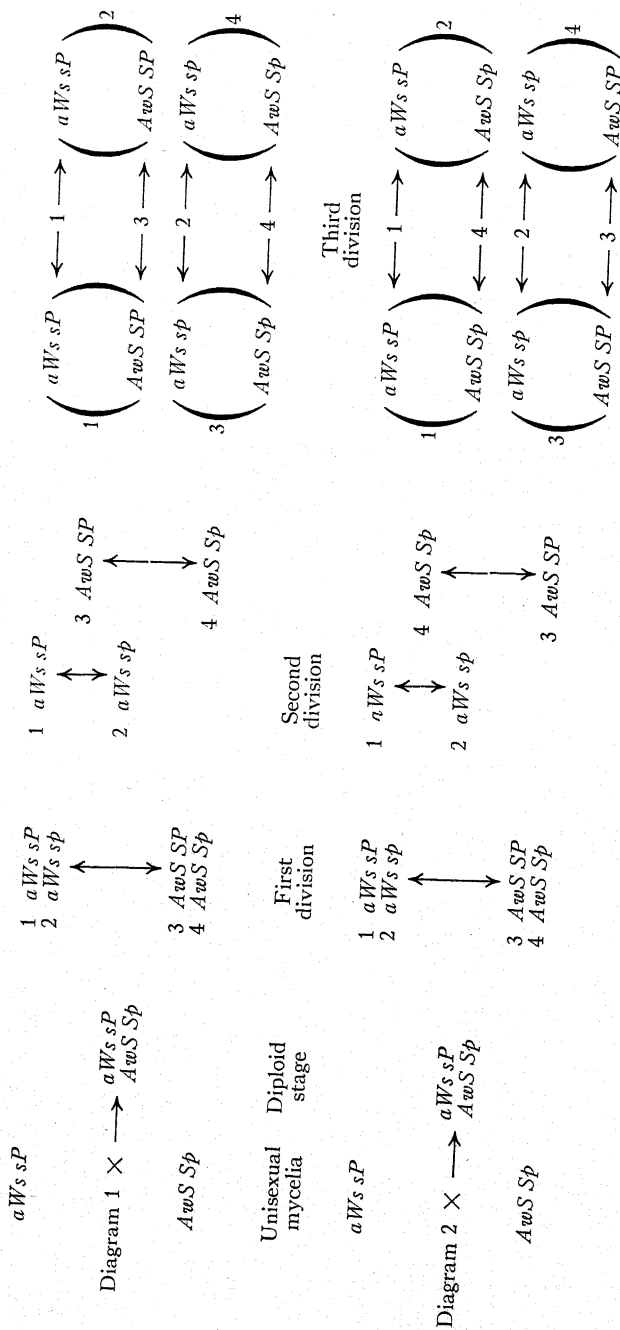 aWs sP
1 aWs sP
2 aWs sp
1 aWs sP
aWs sP ← 1 → aWs sP
1 2
Diagram 1 × → aWs sP
AwS Sp
3 AwS SP
2 aWs sp
AwS SP ← 3 → AwS SP
3 AwS SP
4 AwS Sp
aWs sp ← 2 → aWs sp
AwS Sp
3 4
4 AwS Sp
AwS Sp ← 4 → AwS Sp
Unisexual
mycelia
Diploid
stage
First
division
Second
division
Third
division
aWs sP
1 aWs sP
2 aWs sp
1 aWs sP
aWs sP ← 1 → aWs sP
1 2
Diagram 2 × → aWs sP
AwS Sp
4 AwS Sp
2 aWs sp
AwS Sp ← 4 → AwS Sp
3 AwS SP
4 AwS Sp
aWs sp ← 2 → aWs sp
AwS Sp
3 4
3 AwS SP
AwS SP ← 3 → AwS SP